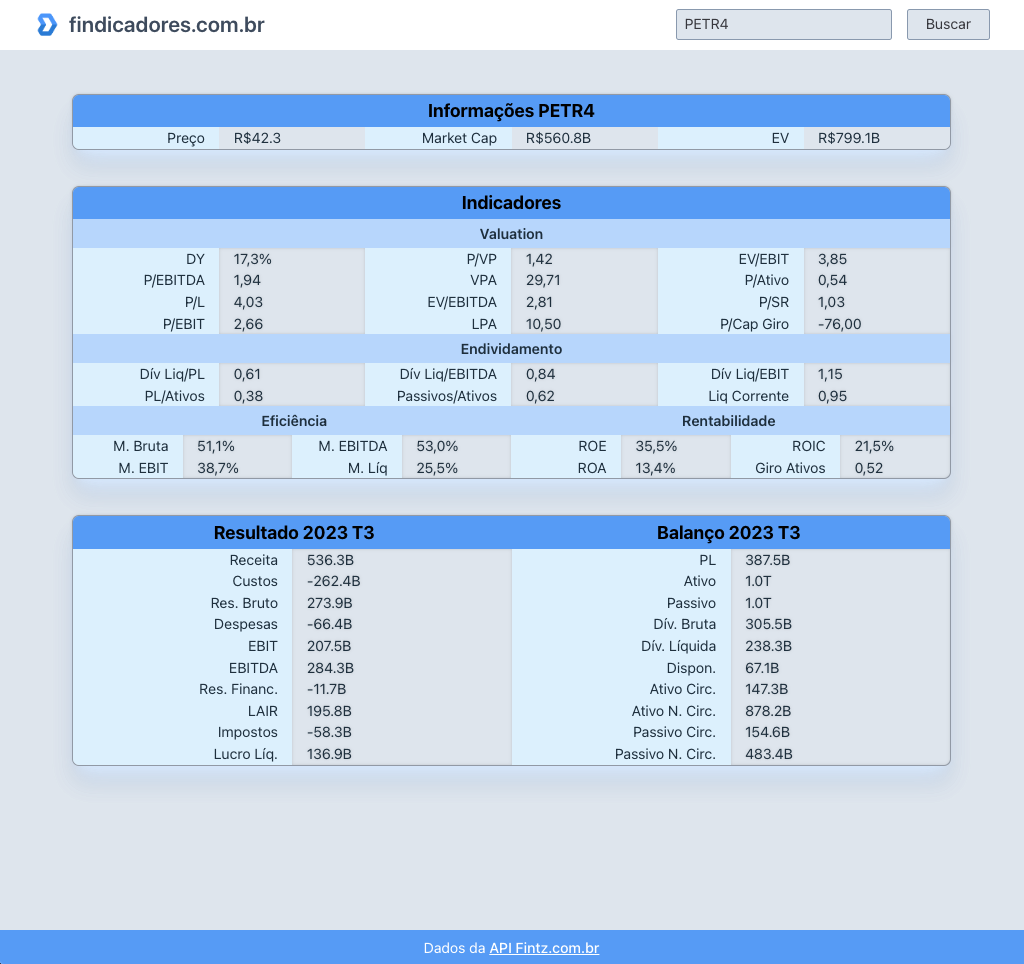 findicadores.com.br PETR4 Buscar
Informações PETR4
Preço R$42.3 Market Cap R$560.8B EV R$799.1B
Indicadores
Valuation
DY 17,3% P/VP 1,42 EV/EBIT 3,85
P/EBITDA 1,94 VPA 29,71 P/Ativo 0,54
P/L 4,03 EV/EBITDA 2,81 P/SR 1,03
P/EBIT 2,66 LPA 10,50 P/Cap Giro -76,00
Endividamento
Dív Liq/PL 0,61 Dív Liq/EBITDA 0,84 Dív Liq/EBIT 1,15
PL/Ativos 0,38 Passivos/Ativos 0,62 Liq Corrente 0,95
Eficiência Rentabilidade
M. Bruta 51,1% M. EBITDA 53,0% ROE 35,5% ROIC 21,5%
M. EBIT 38,7% M. Líq 25,5% ROA 13,4% Giro Ativos 0,52
Resultado 2023 T3 Balanço 2023 T3
Receita 536.3B PL 387.5B
Custos -262.4B Ativo 1.0T
Res. Bruto 273.9B Passivo 1.0T
Despesas -66.4B Dív. Bruta 305.5B
EBIT 207.5B Dív. Líquida 238.3B
EBITDA 284.3B Dispon. 67.1B
Res. Financ. -11.7B Ativo Circ. 147.3B
LAIR 195.8B Ativo N. Circ. 878.2B
Impostos -58.3B Passivo Circ. 154.6B
Lucro Líq. 136.9B Passivo N. Circ. 483.4B
Dados da API Fintz.com.br